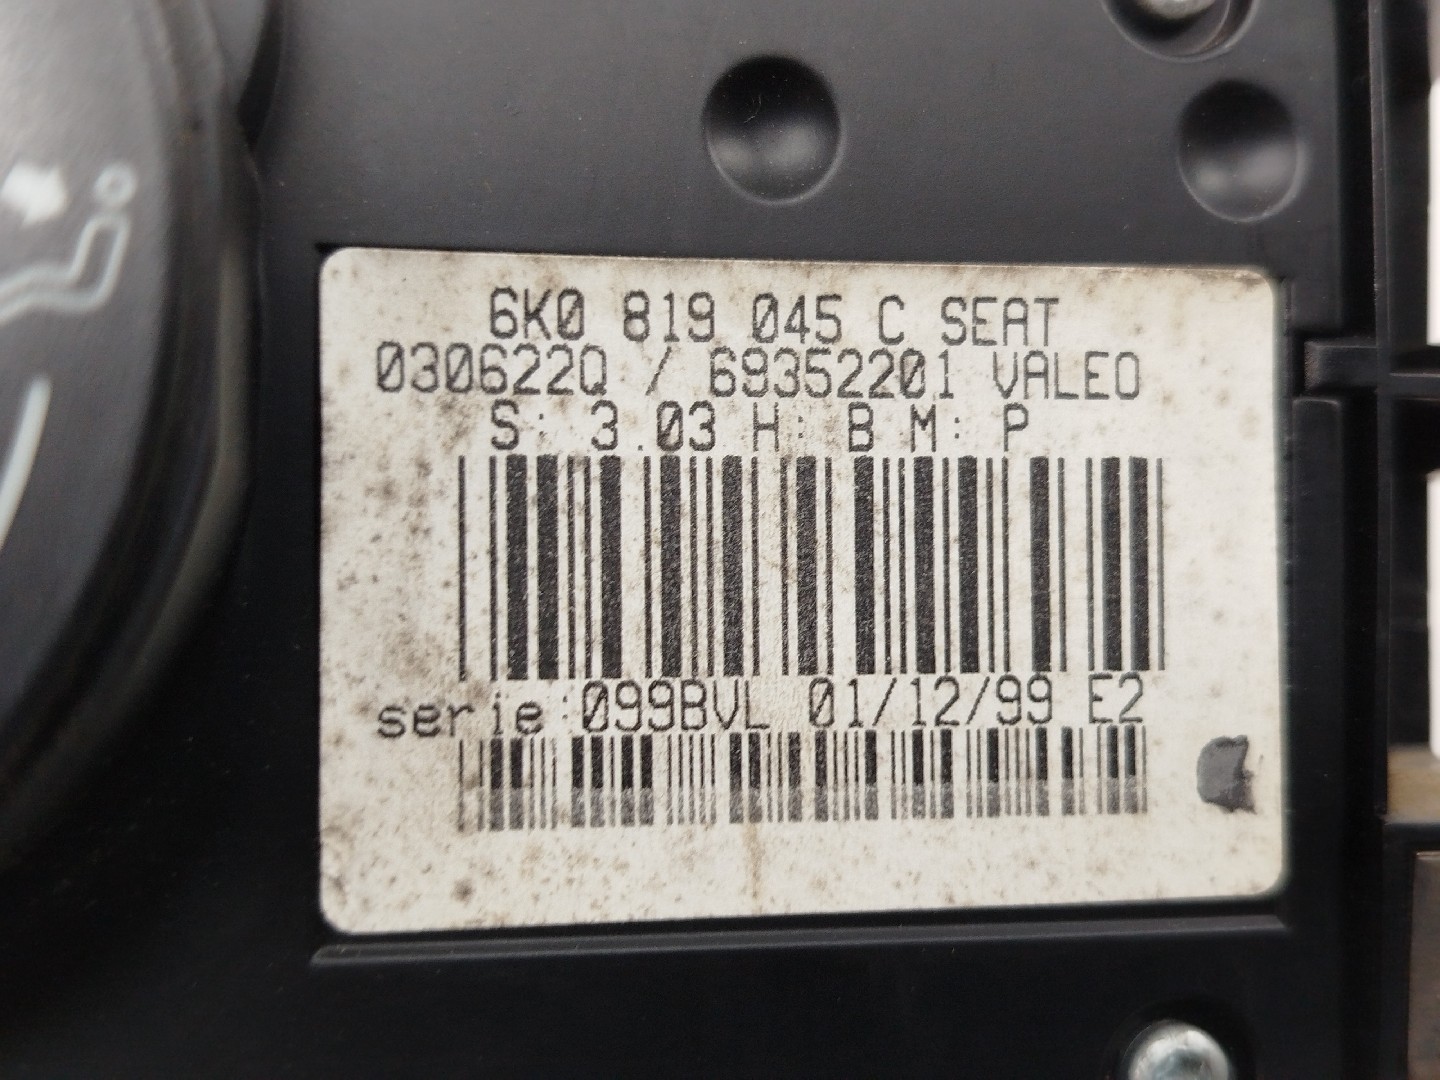 6K0 819 045 C SEAT
030622Q / 69352201 VALEO
S: 3.03 H: B M: P
serie:099BVL 01/12/99 E2